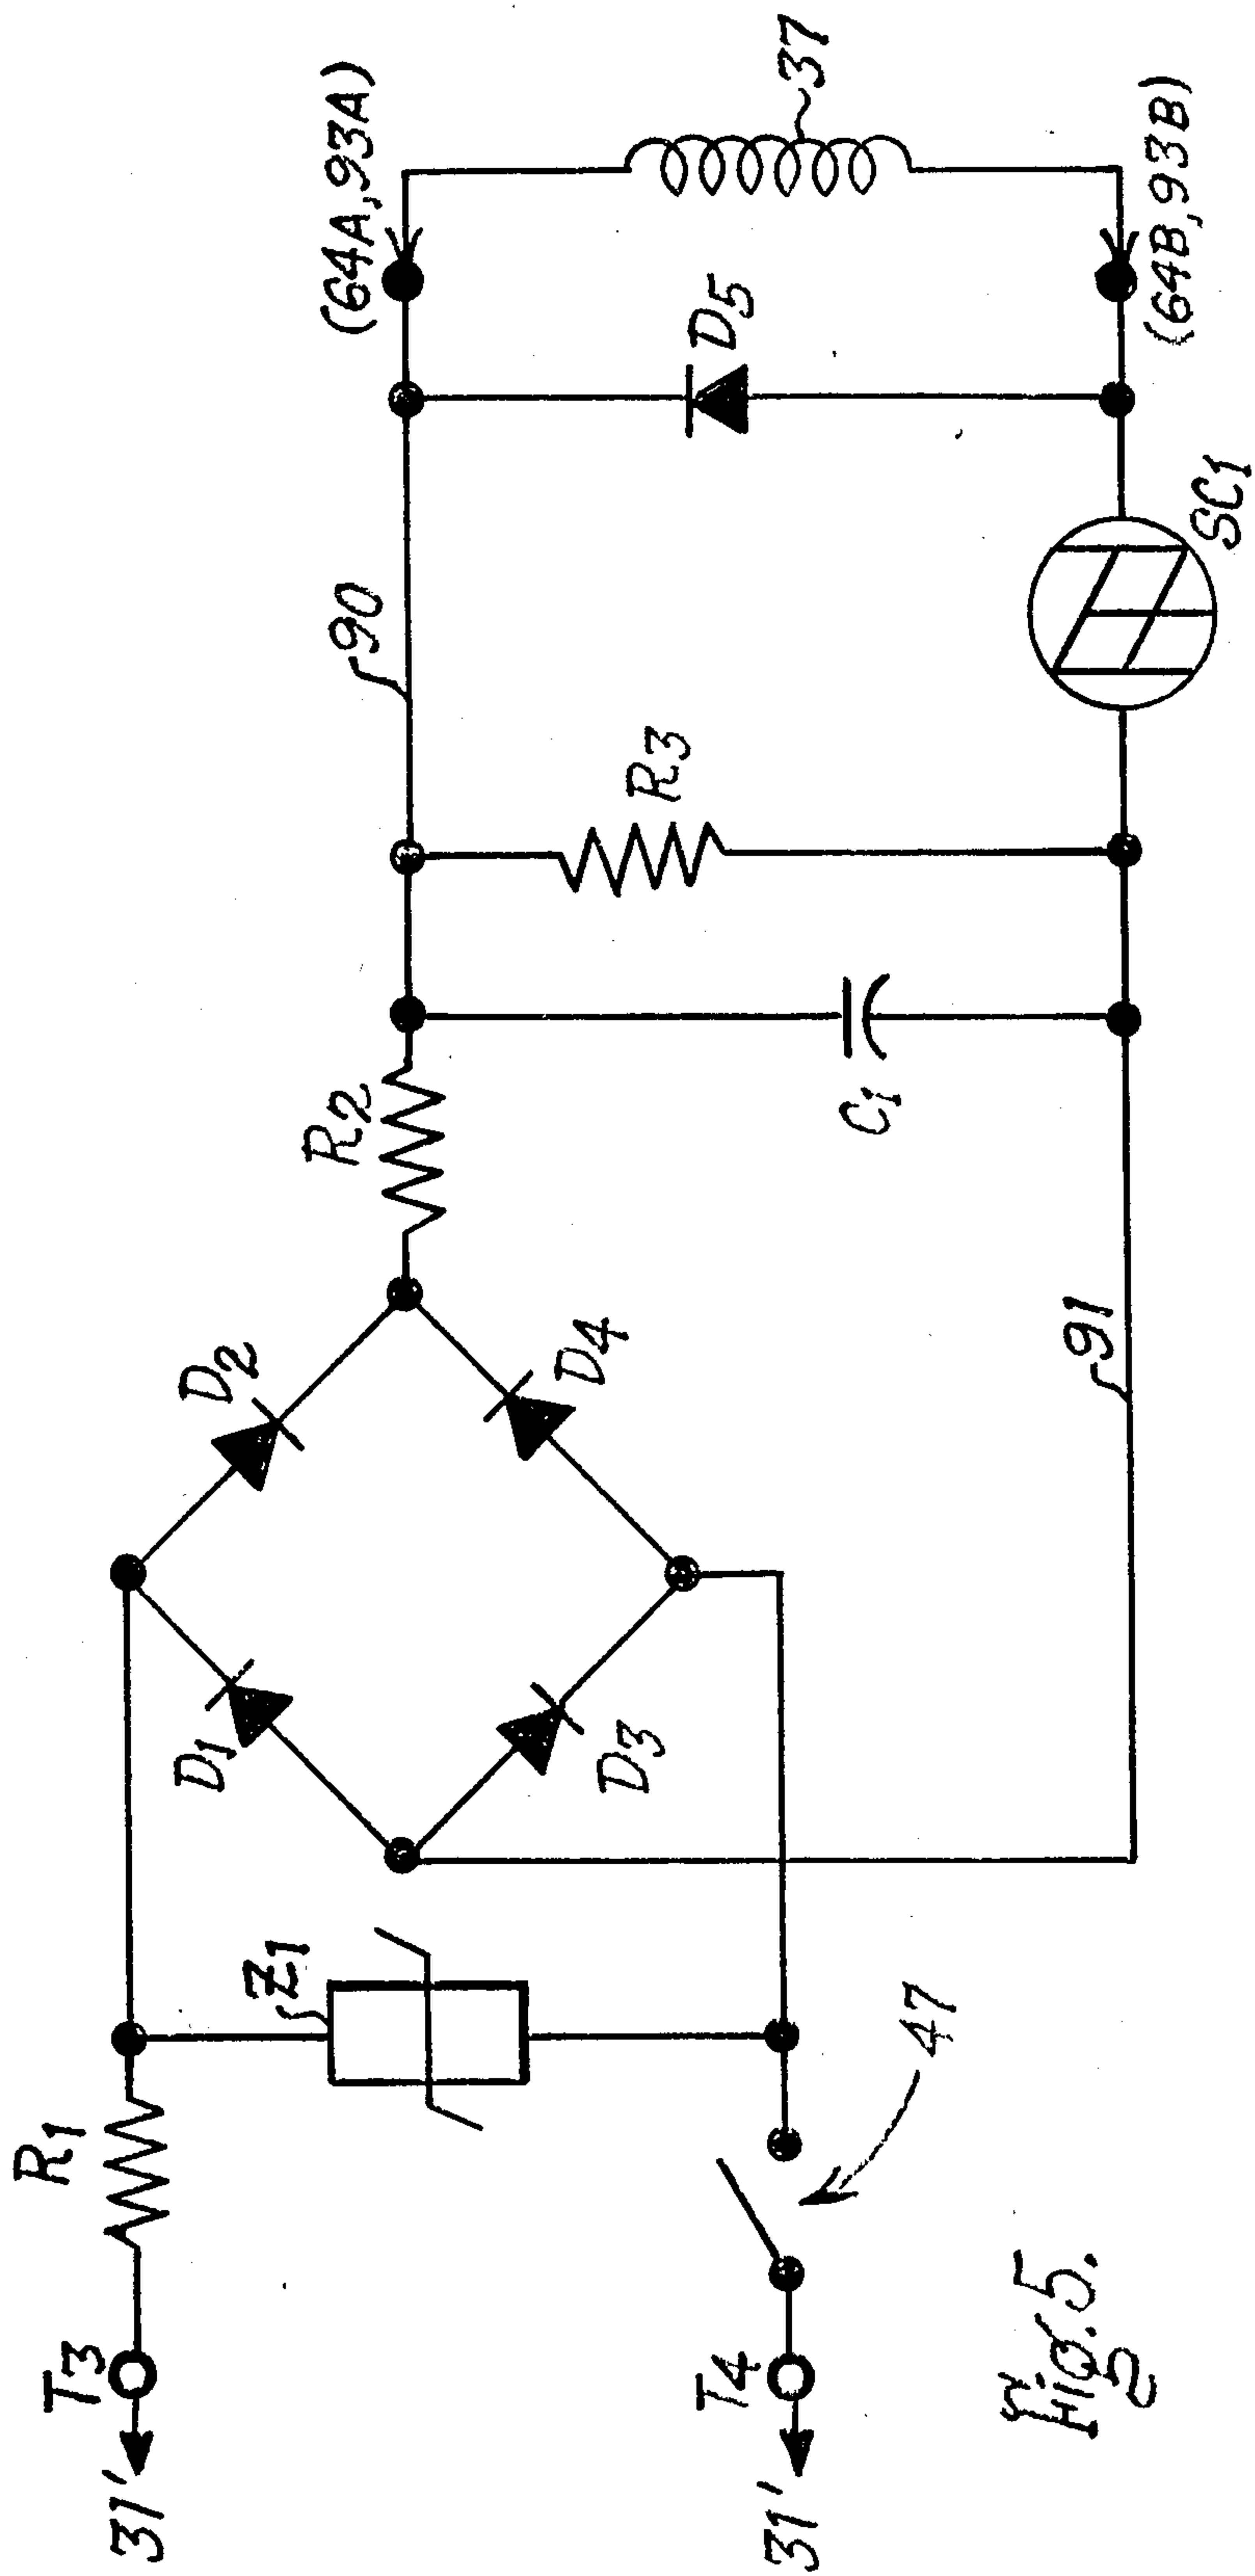 31'
T3
R1
Z1
D1
D2
D3
D4
R2
C1
R3
90
91
SC1
D5
(64A,93A)
37
(64B,93B)
31'
T4
47
Fig.5.